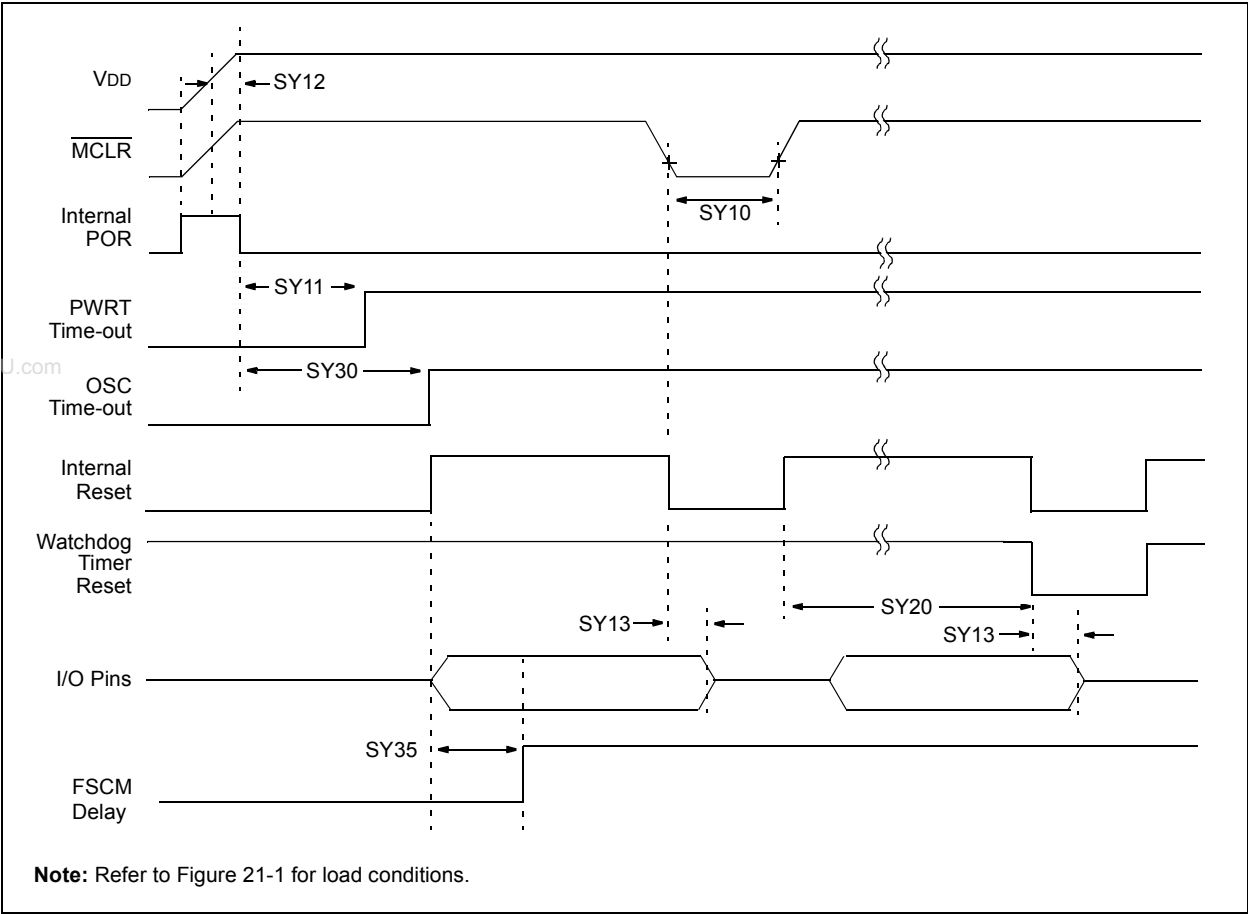 VDD
SY12
MCLR
SY10
Internal
POR
SY11
PWRT
Time-out
U.com
SY30
OSC
Time-out
Internal
Reset
Watchdog
Timer
Reset
SY20
SY13
SY13
I/O Pins
SY35
FSCM
Delay
Note: Refer to Figure 21-1 for load conditions.